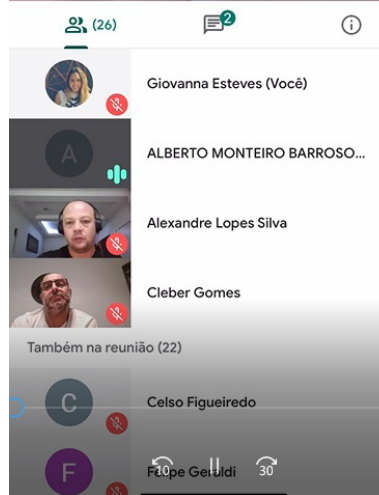 (26)
2
Giovanna Esteves (Você)
A
ALBERTO MONTEIRO BARROSO...
Alexandre Lopes Silva
Cleber Gomes
Também na reunião (22)
C
Celso Figueiredo
F
Felipe Geraldi
10
30